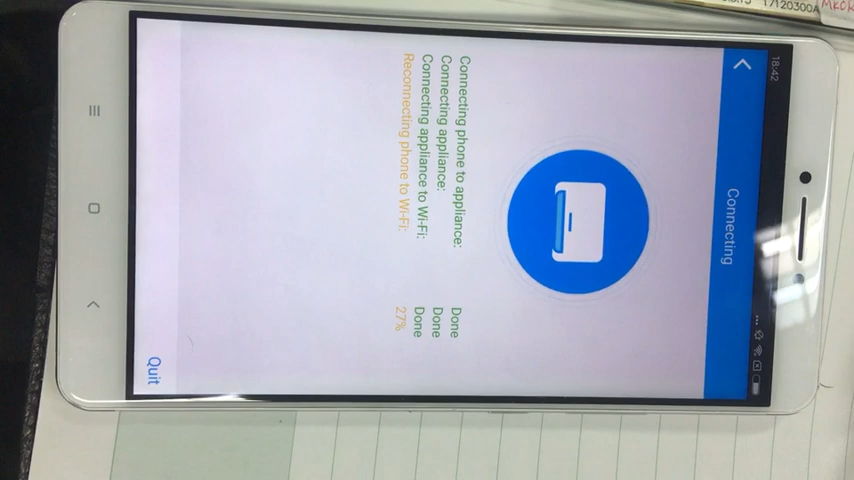 18:42
Connecting
Connecting phone to appliance: Done
Connecting appliance: Done
Connecting appliance to Wi-Fi: Done
Reconnecting phone to Wi-Fi: 27%
Quit
17120300A